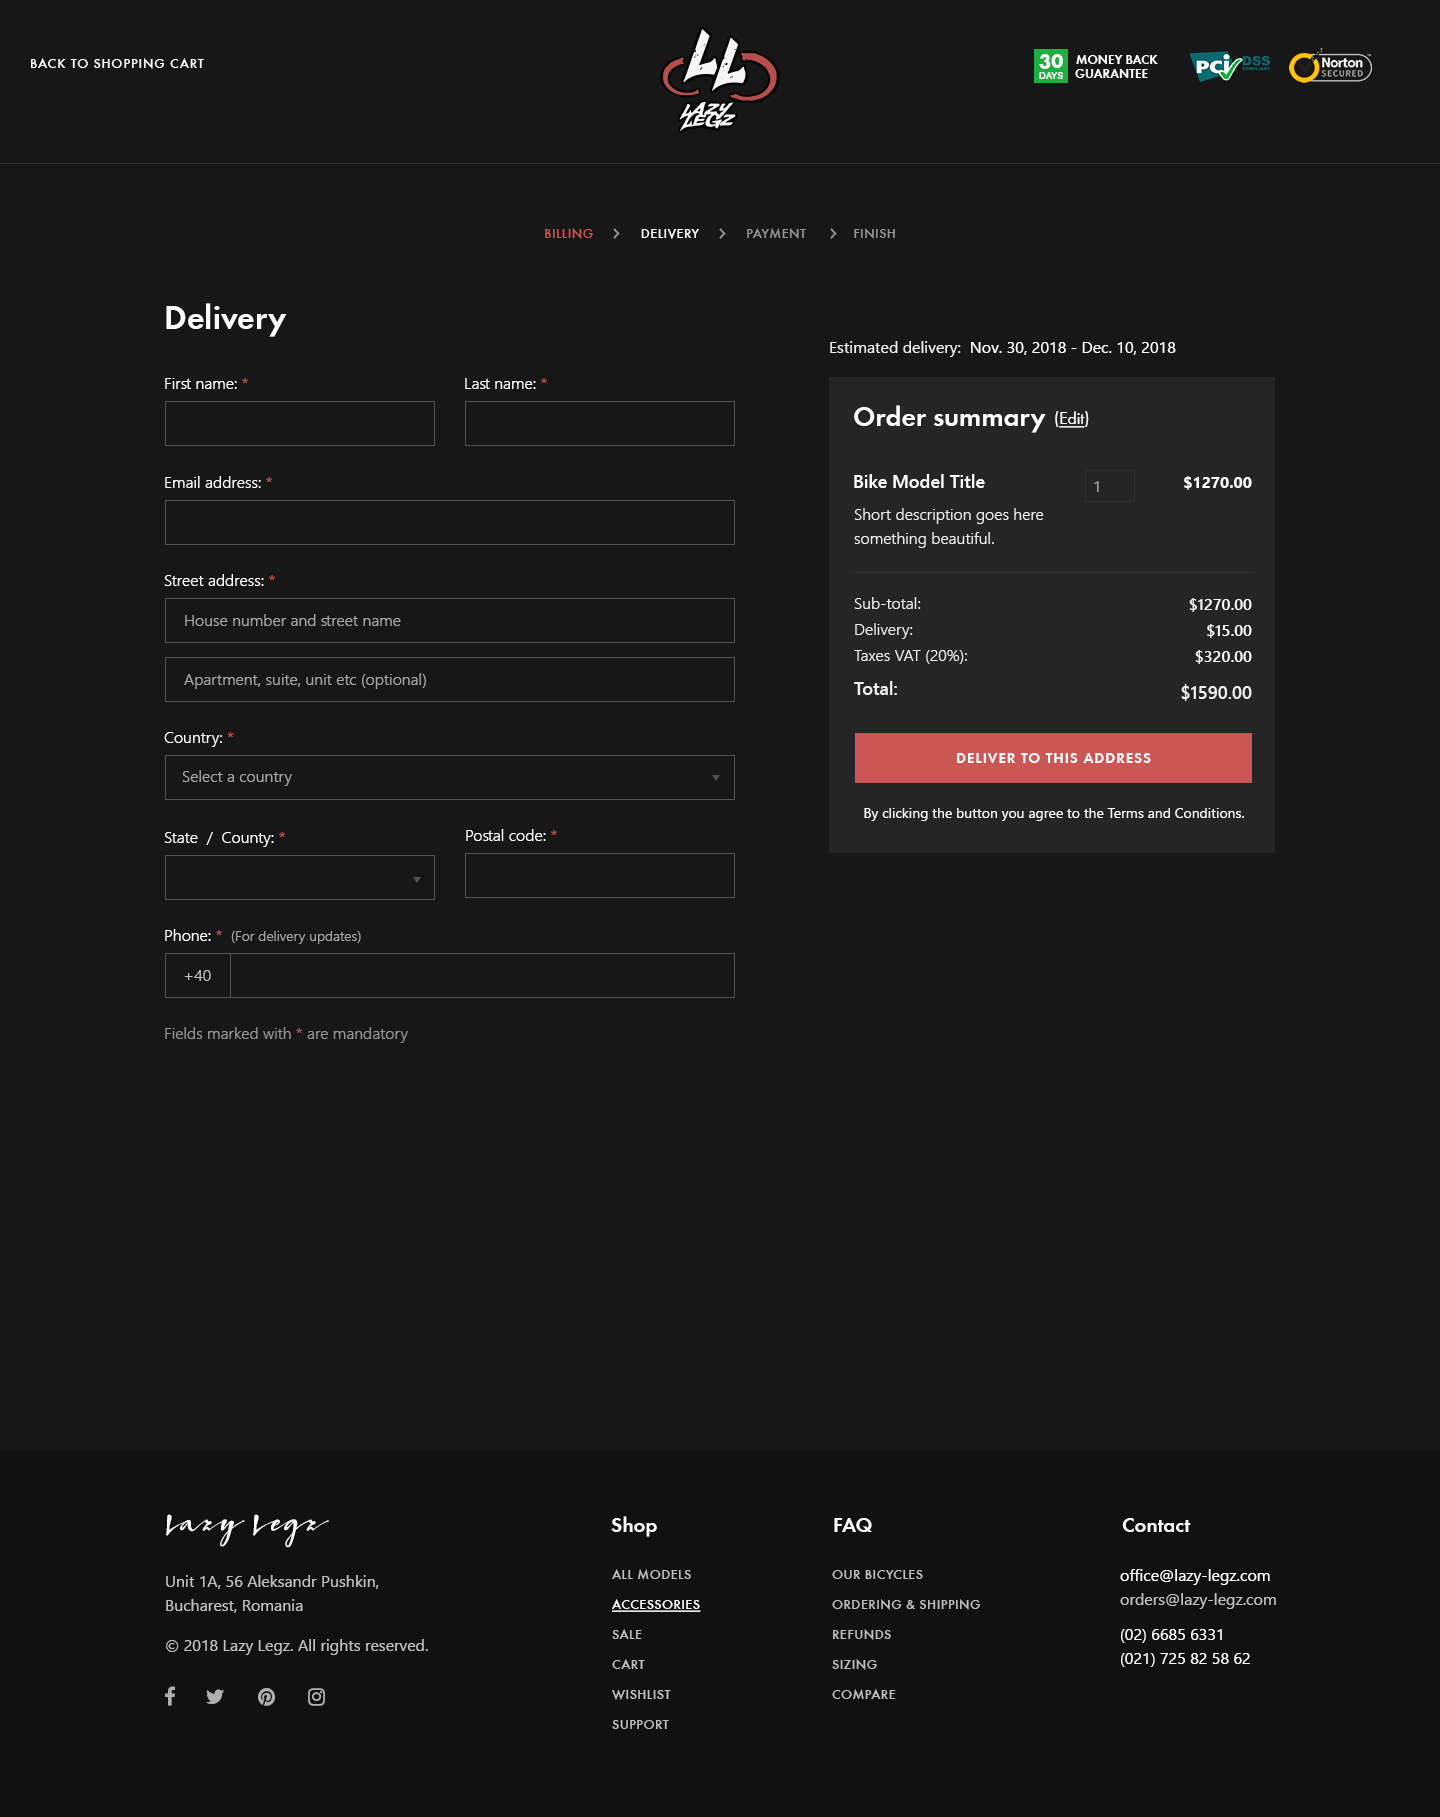 BACK TO SHOPPING CART
LL
LAZY
LEGZ
30
DAYS
MONEY BACK
GUARANTEE
PCI DSS
COMPLIANT
Norton
SECURED
BILLING
DELIVERY
PAYMENT
FINISH
Delivery
First name: *
Last name: *
Email address: *
Street address: *
House number and street name
Apartment, suite, unit etc (optional)
Country: *
Select a country
State / County: *
Postal code: *
Phone: * (For delivery updates)
+40
Fields marked with * are mandatory
Estimated delivery: Nov. 30, 2018 - Dec. 10, 2018
Order summary (Edit)
Bike Model Title
1
$1270.00
Short description goes here
something beautiful.
Sub-total: $1270.00
Delivery: $15.00
Taxes VAT (20%): $320.00
Total: $1590.00
DELIVER TO THIS ADDRESS
By clicking the button you agree to the Terms and Conditions.
Lazy Legz
Unit 1A, 56 Aleksandr Pushkin,
Bucharest, Romania
© 2018 Lazy Legz. All rights reserved.
Shop
ALL MODELS
ACCESSORIES
SALE
CART
WISHLIST
SUPPORT
FAQ
OUR BICYCLES
ORDERING & SHIPPING
REFUNDS
SIZING
COMPARE
Contact
office@lazy-legz.com
orders@lazy-legz.com
(02) 6685 6331
(021) 725 82 58 62